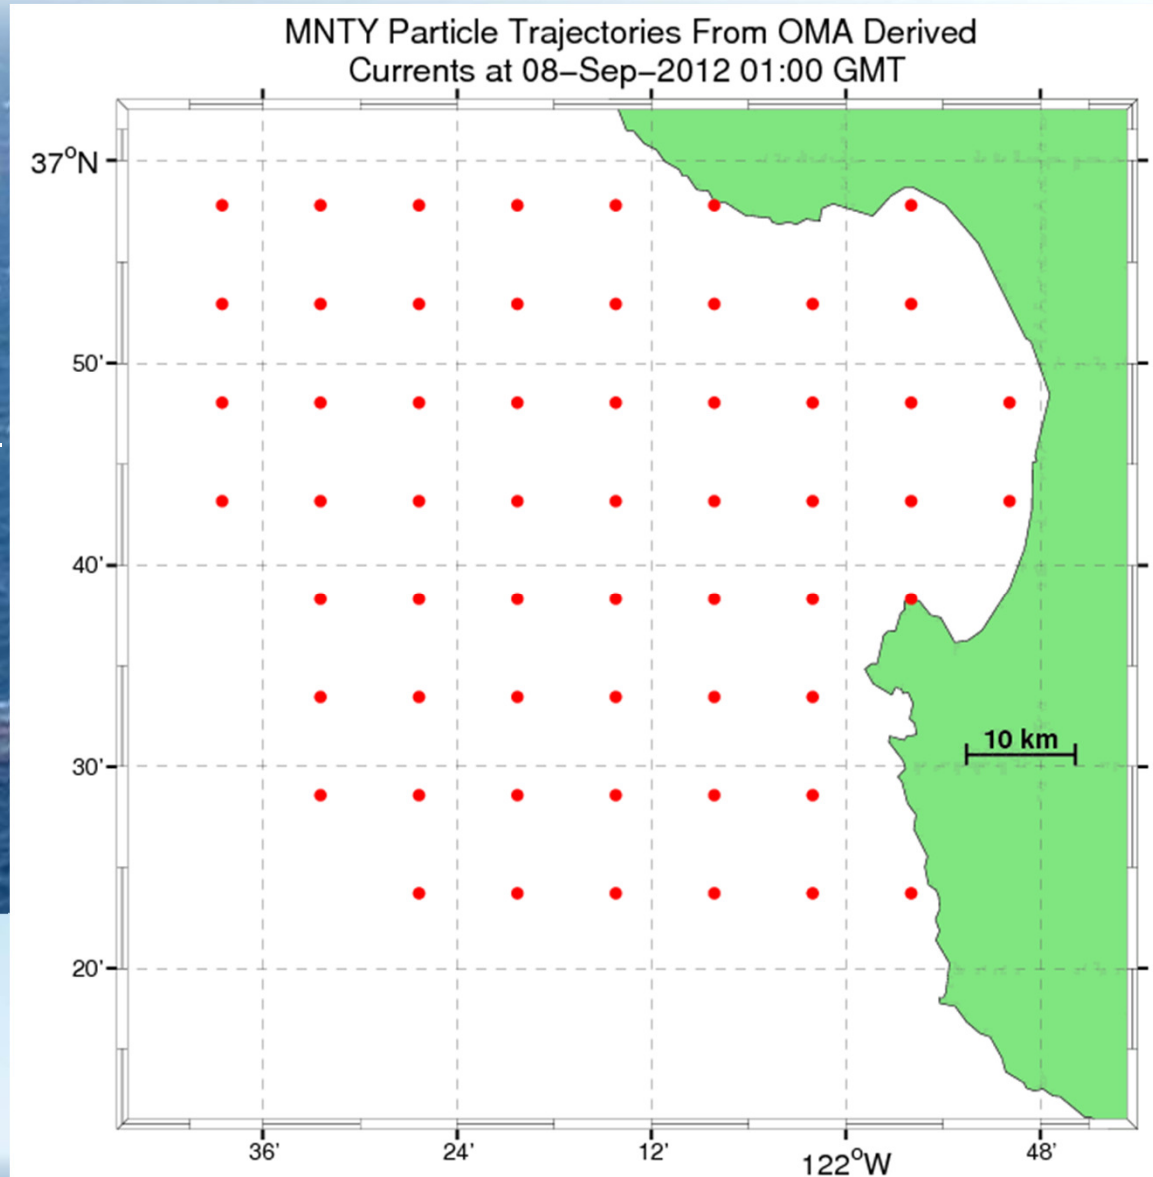 MNTY Particle Trajectories From OMA Derived
Currents at 08–Sep–2012 01:00 GMT
37°N
50'
40'
10 km
30'
20'
36'
24'
12'
122°W
48'